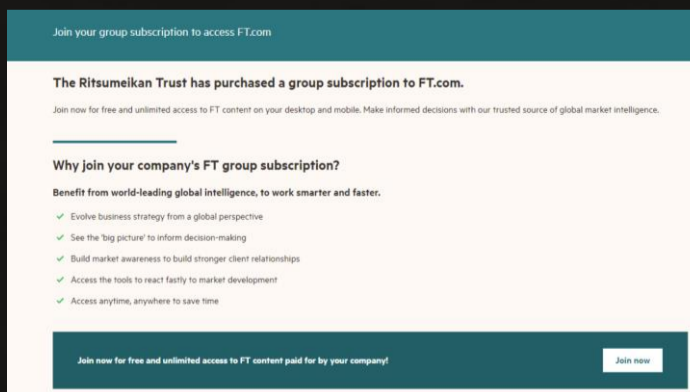 Join your group subscription to access FT.com
The Ritsumeikan Trust has purchased a group subscription to FT.com.
Join now for free and unlimited access to FT content on your desktop and mobile. Make informed decisions with our trusted source of global market intelligence.
Why join your company's FT group subscription?
Benefit from world-leading global intelligence, to work smarter and faster.
✓ Evolve business strategy from a global perspective
✓ See the 'big picture' to inform decision-making
✓ Build market awareness to build stronger client relationships
✓ Access the tools to react fastly to market development
✓ Access anytime, anywhere to save time
Join now for free and unlimited access to FT content paid for by your company!
Join now